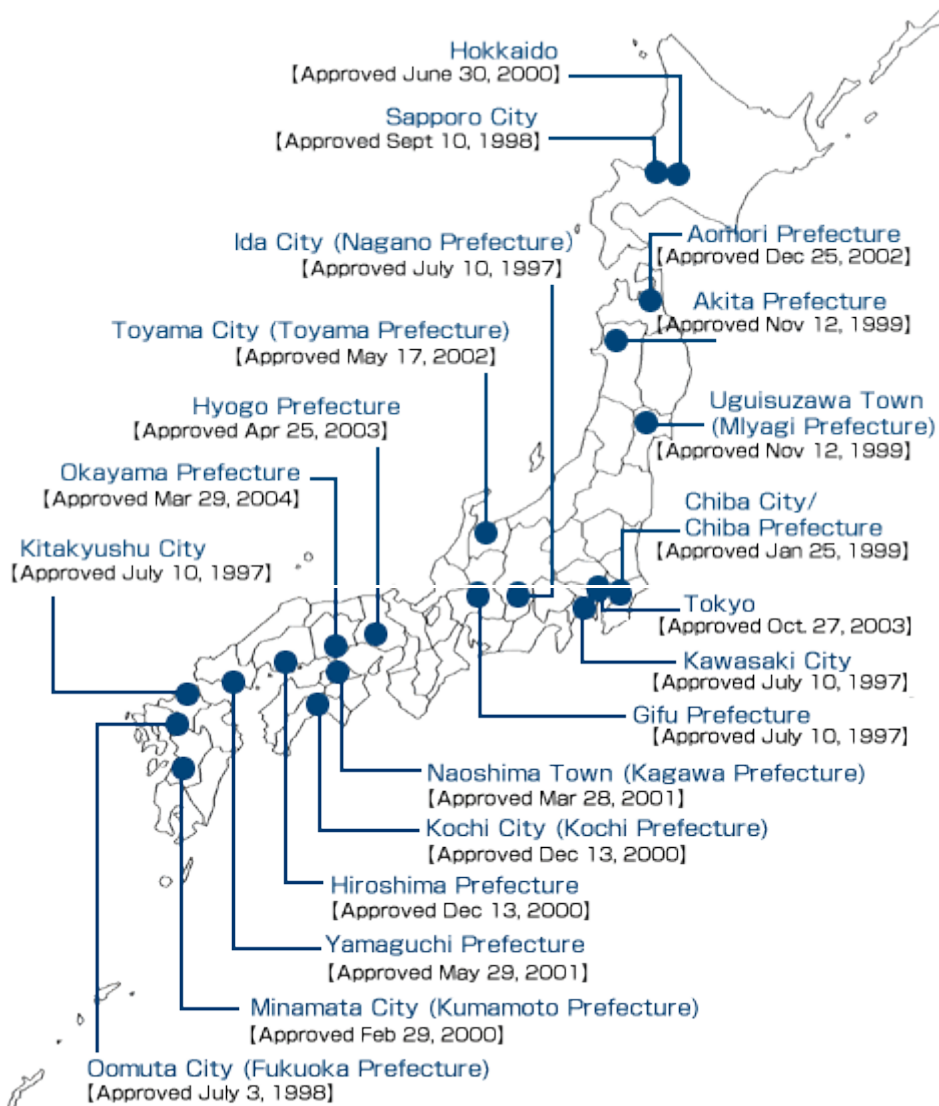 Hokkaido
【Approved June 30, 2000】
Sapporo City
【Approved Sept 10, 1998】
Ida City (Nagano Prefecture)
【Approved July 10, 1997】
Aomori Prefecture
【Approved Dec 25, 2002】
Akita Prefecture
【Approved Nov 12, 1999】
Toyama City (Toyama Prefecture)
【Approved May 17, 2002】
Hyogo Prefecture
【Approved Apr 25, 2003】
Uguisuzawa Town
(MIyagi Prefecture)
【Approved Nov 12, 1999】
Okayama Prefecture
【Approved Mar 29, 2004】
Chiba City/
Chiba Prefecture
【Approved Jan 25, 1999】
Kitakyushu City
【Approved July 10, 1997】
Tokyo
【Approved Oct. 27, 2003】
Kawasaki City
【Approved July 10, 1997】
Gifu Prefecture
【Approved July 10, 1997】
Naoshima Town (Kagawa Prefecture)
【Approved Mar 28, 2001】
Kochi City (Kochi Prefecture)
【Approved Dec 13, 2000】
Hiroshima Prefecture
【Approved Dec 13, 2000】
Yamaguchi Prefecture
【Approved May 29, 2001】
Minamata City (Kumamoto Prefecture)
【Approved Feb 29, 2000】
Oomuta City (Fukuoka Prefecture)
【Approved July 3, 1998】